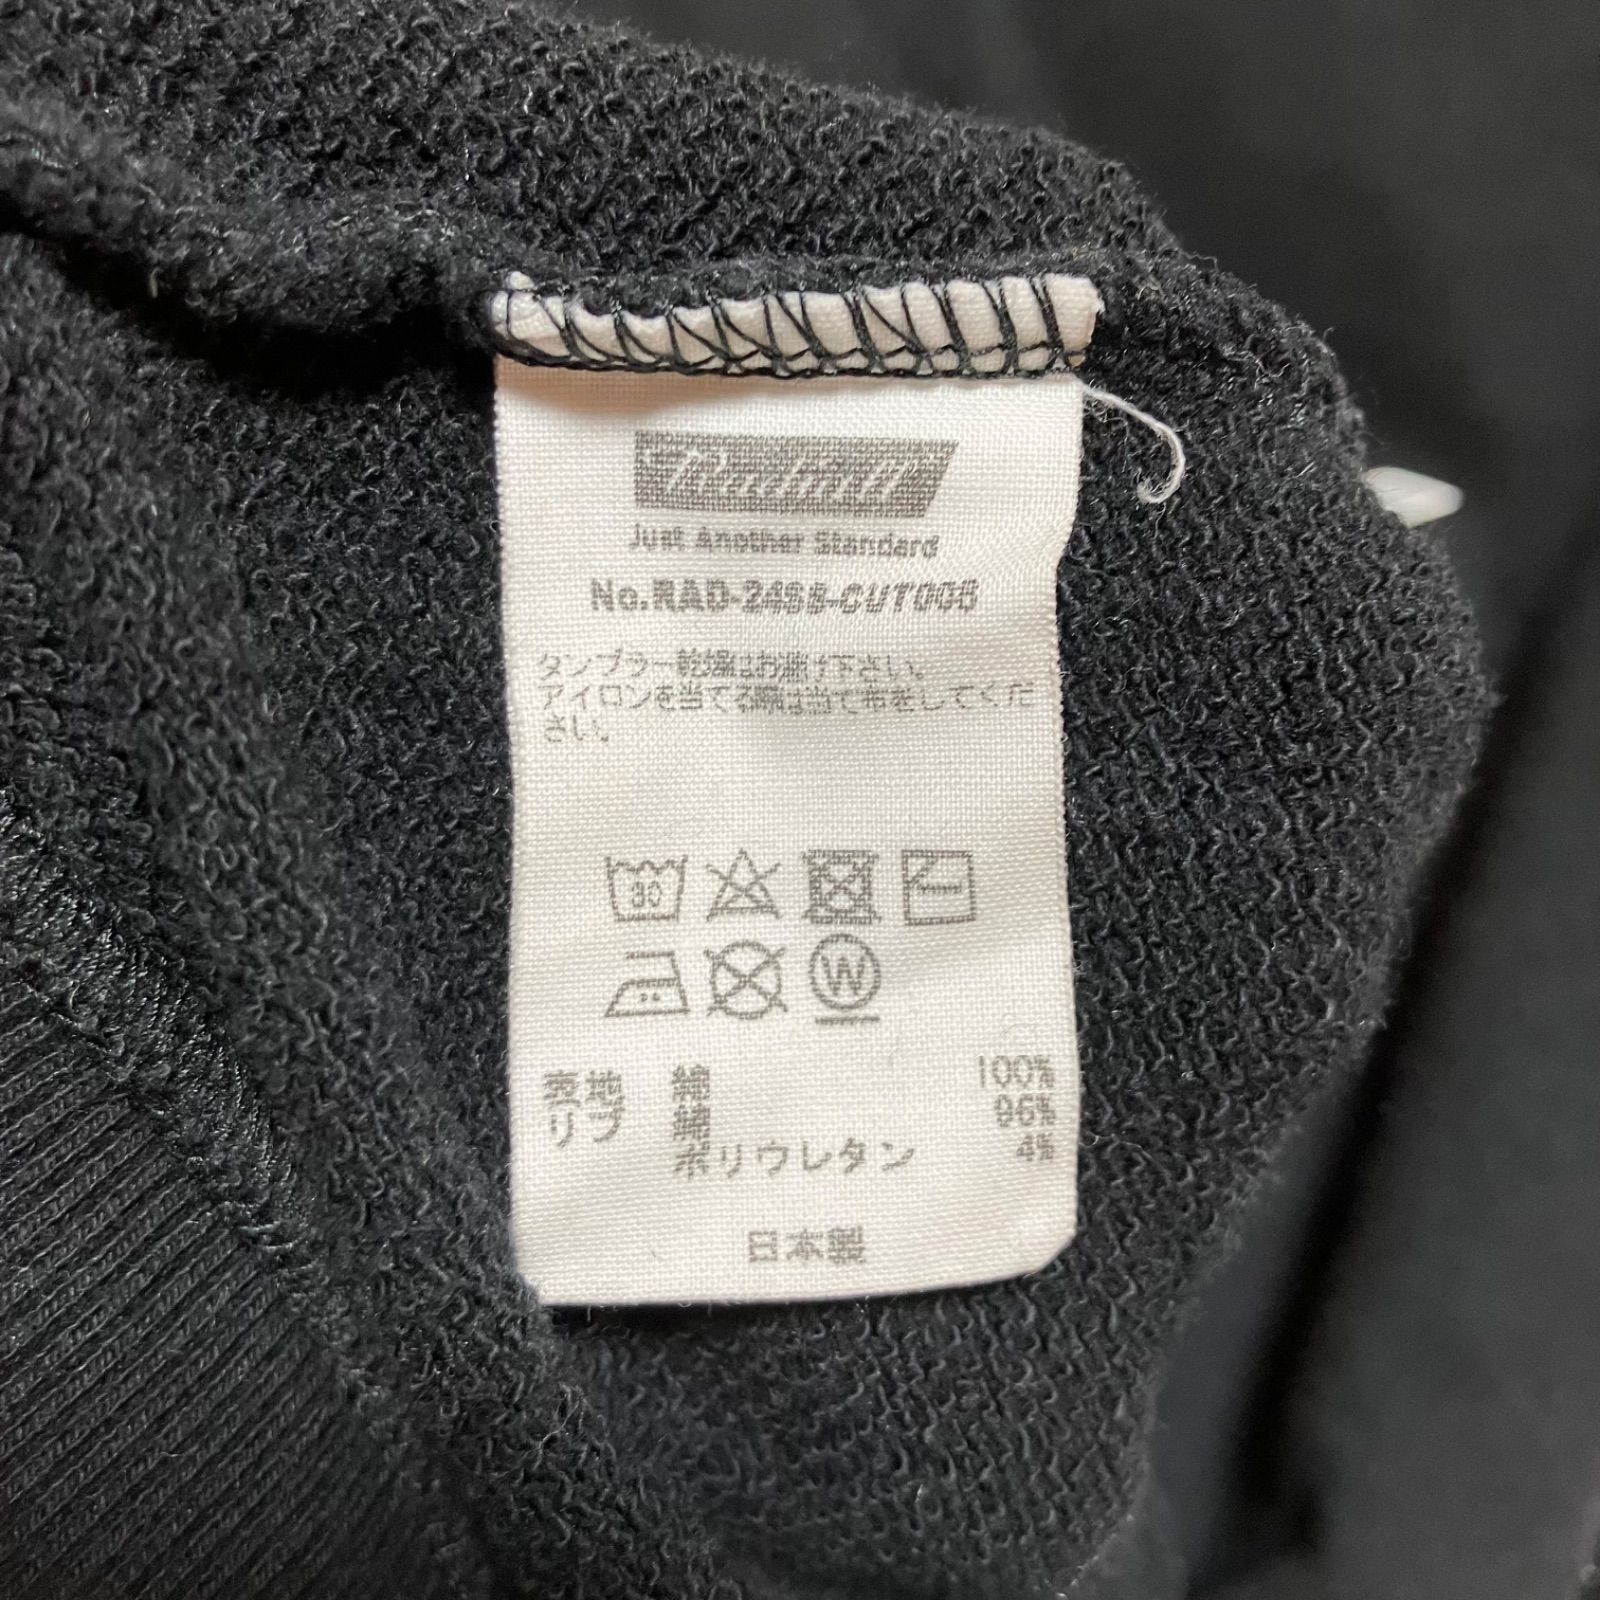 Radiall
Just Another Standard
No.RAD-24SS-CUT006
タンブラー乾燥はお避け下さい。
アイロンを当てる際は当て布をしてくだ
さい。
30
W
表地 綿 100%
リブ 綿 96%
ポリウレタン 4%
日本製